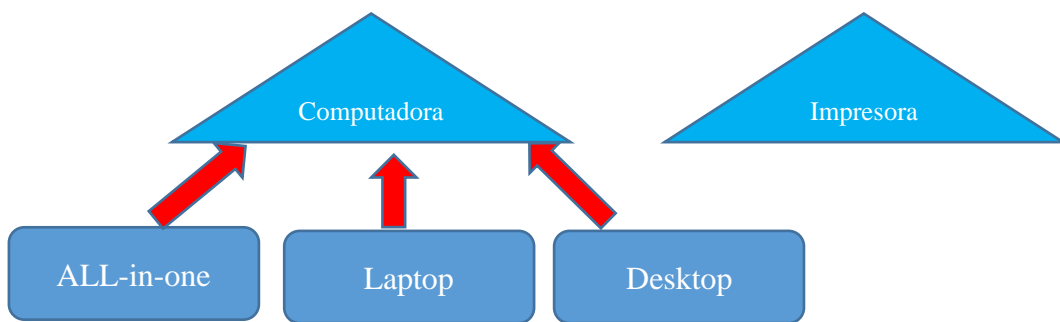 Computadora
Impresora
ALL-in-one
Laptop
Desktop